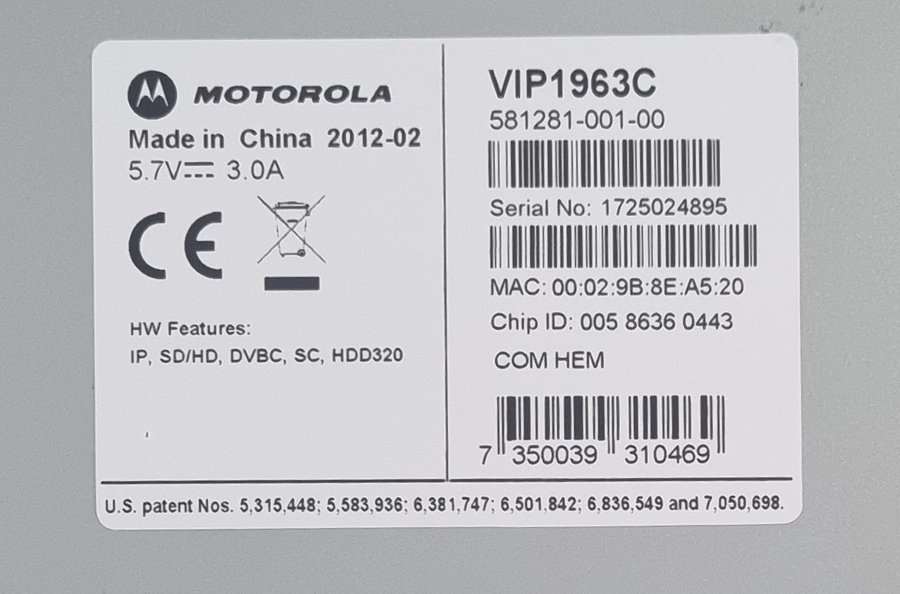 MOTOROLA
Made in China 2012-02
5.7V 3.0A
CE
HW Features:
IP, SD/HD, DVBC, SC, HDD320
VIP1963C
581281-001-00
Serial No: 1725024895
MAC: 00:02:9B:8E:A5:20
Chip ID: 005 8636 0443
COM HEM
7 350039 310469
U.S. patent Nos. 5,315,448; 5,583,936; 6,381,747; 6,501,842; 6,836,549 and 7,050,698.